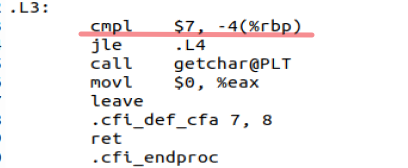 .L3:
cmpl $7, -4(%rbp)
jle .L4
call getchar@PLT
movl $0, %eax
leave
.cfi_def_cfa 7, 8
ret
.cfi_endproc